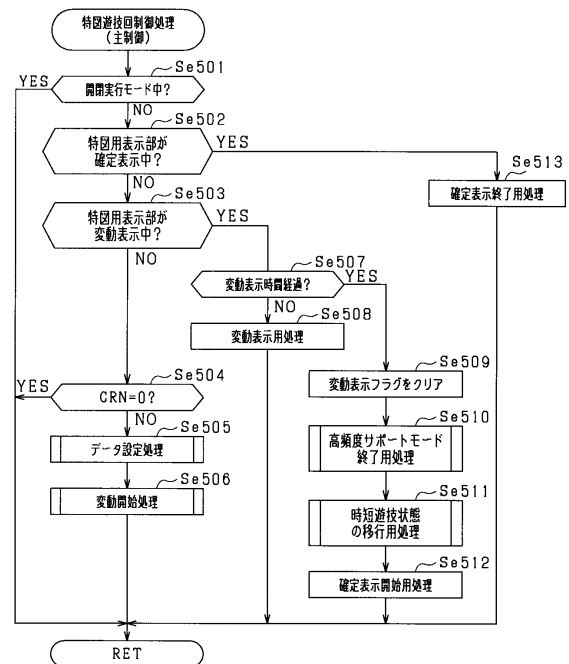 特図遊技回制御処理
(主制御)
Se501
YES
開閉実行モード中?
NO
Se502
特図用表示部が
確定表示中?
YES
NO
Se513
確定表示終了用処理
Se503
特図用表示部が
変動表示中?
YES
NO
Se507
変動表示時間経過?
YES
NO
Se508
変動表示用処理
Se509
変動表示フラグをクリア
Se504
YES
CRN=0?
NO
Se510
高頻度サポートモード
終了用処理
Se505
データ設定処理
Se506
変動開始処理
Se511
時短遊技状態
の移行用処理
Se512
確定表示開始用処理
RET